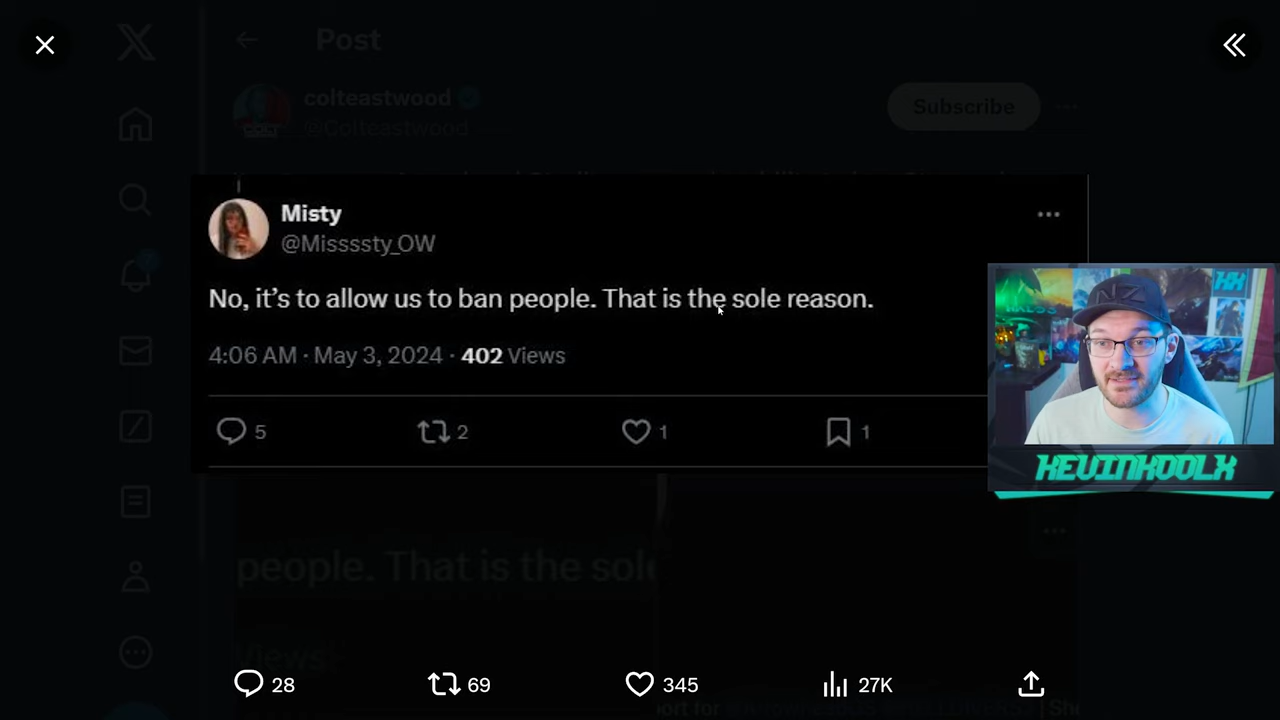 Post
colteastwood
@Colteastwood
Subscribe
Misty
@Missssty_OW
No, it's to allow us to ban people. That is the sole reason.
4:06 AM · May 3, 2024 · 402 Views
5
2
1
1
KEVINKOOLX
people. That is the sole
Views
28
69
345
27K